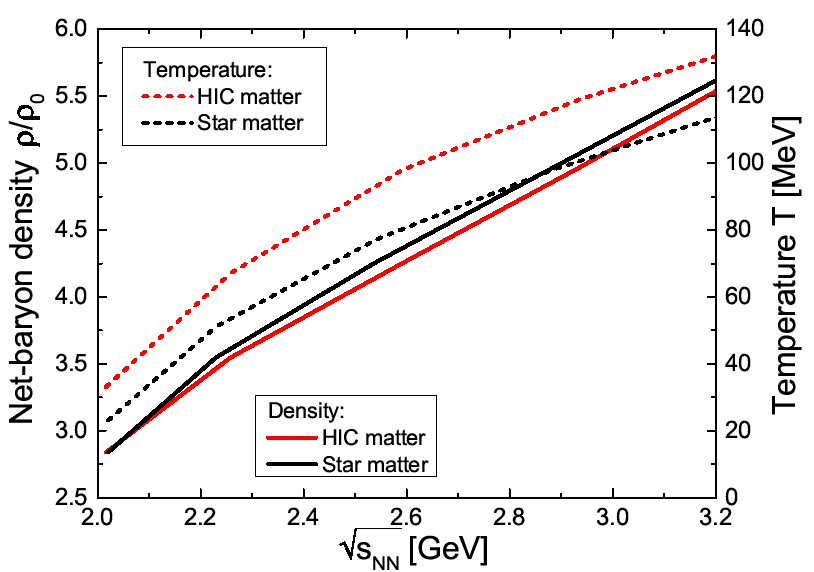 6.0
5.5
5.0
4.5
4.0
3.5
3.0
2.5
Net-baryon density ρ/ρ0
Temperature:
HIC matter
Star matter
Density:
HIC matter
Star matter
140
120
100
80
60
40
20
0
Temperature T [MeV]
2.0 2.2 2.4 2.6 2.8 3.0 3.2
√sNN [GeV]